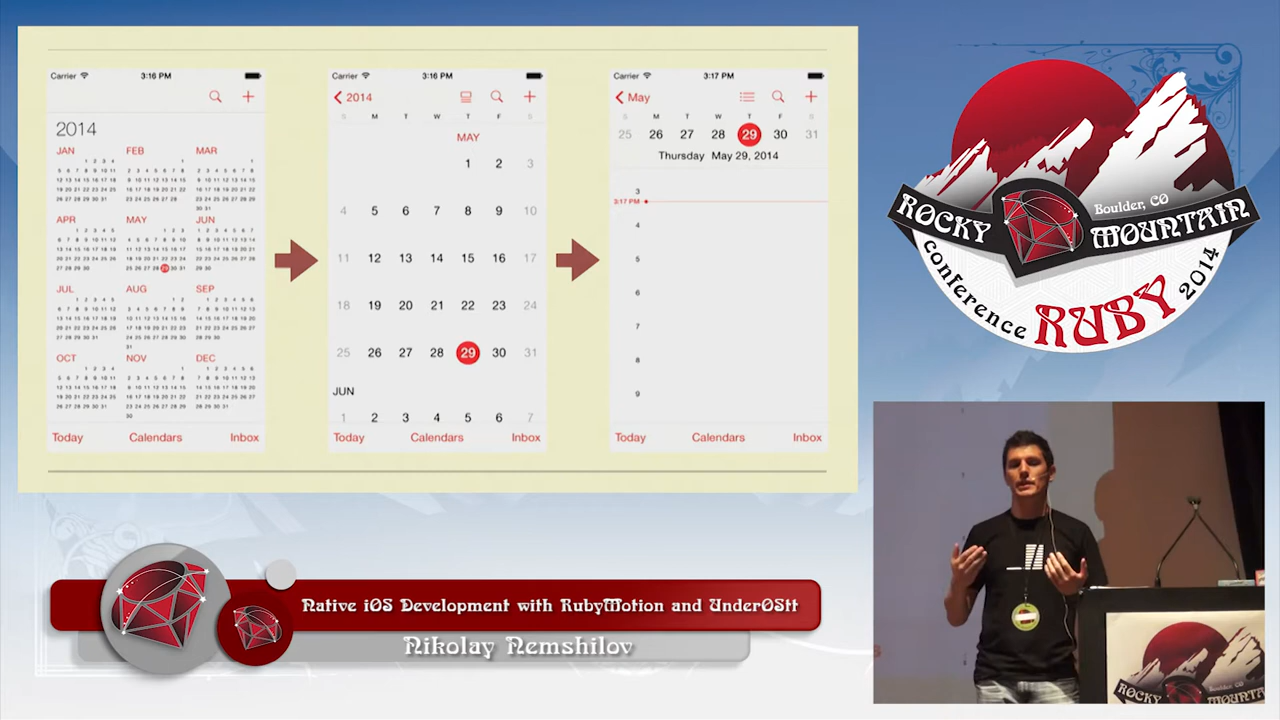 Carrier 3:16 PM
2014
JAN FEB MAR
APR MAY JUN
JUL AUG SEP
OCT NOV DEC
Today Calendars Inbox
Carrier 3:16 PM
2014
S M T W T F S
MAY
1 2 3
4 5 6 7 8 9 10
11 12 13 14 15 16 17
18 19 20 21 22 23 24
25 26 27 28 29 30 31
JUN
1 2 3 4 5 6 7
Today Calendars Inbox
Carrier 3:17 PM
May
S M T W T F S
25 26 27 28 29 30 31
Thursday May 29, 2014
3
3:17 PM
4
5
6
7
8
9
Today Calendars Inbox
Boulder, CO
ROCKY MOUNTAIN
Conference RUBY 2014
Native iOS Development with RubyMotion and UnderOStt
Nikolay Nemshilov
Boulder, CO
ROCKY MOUNTA